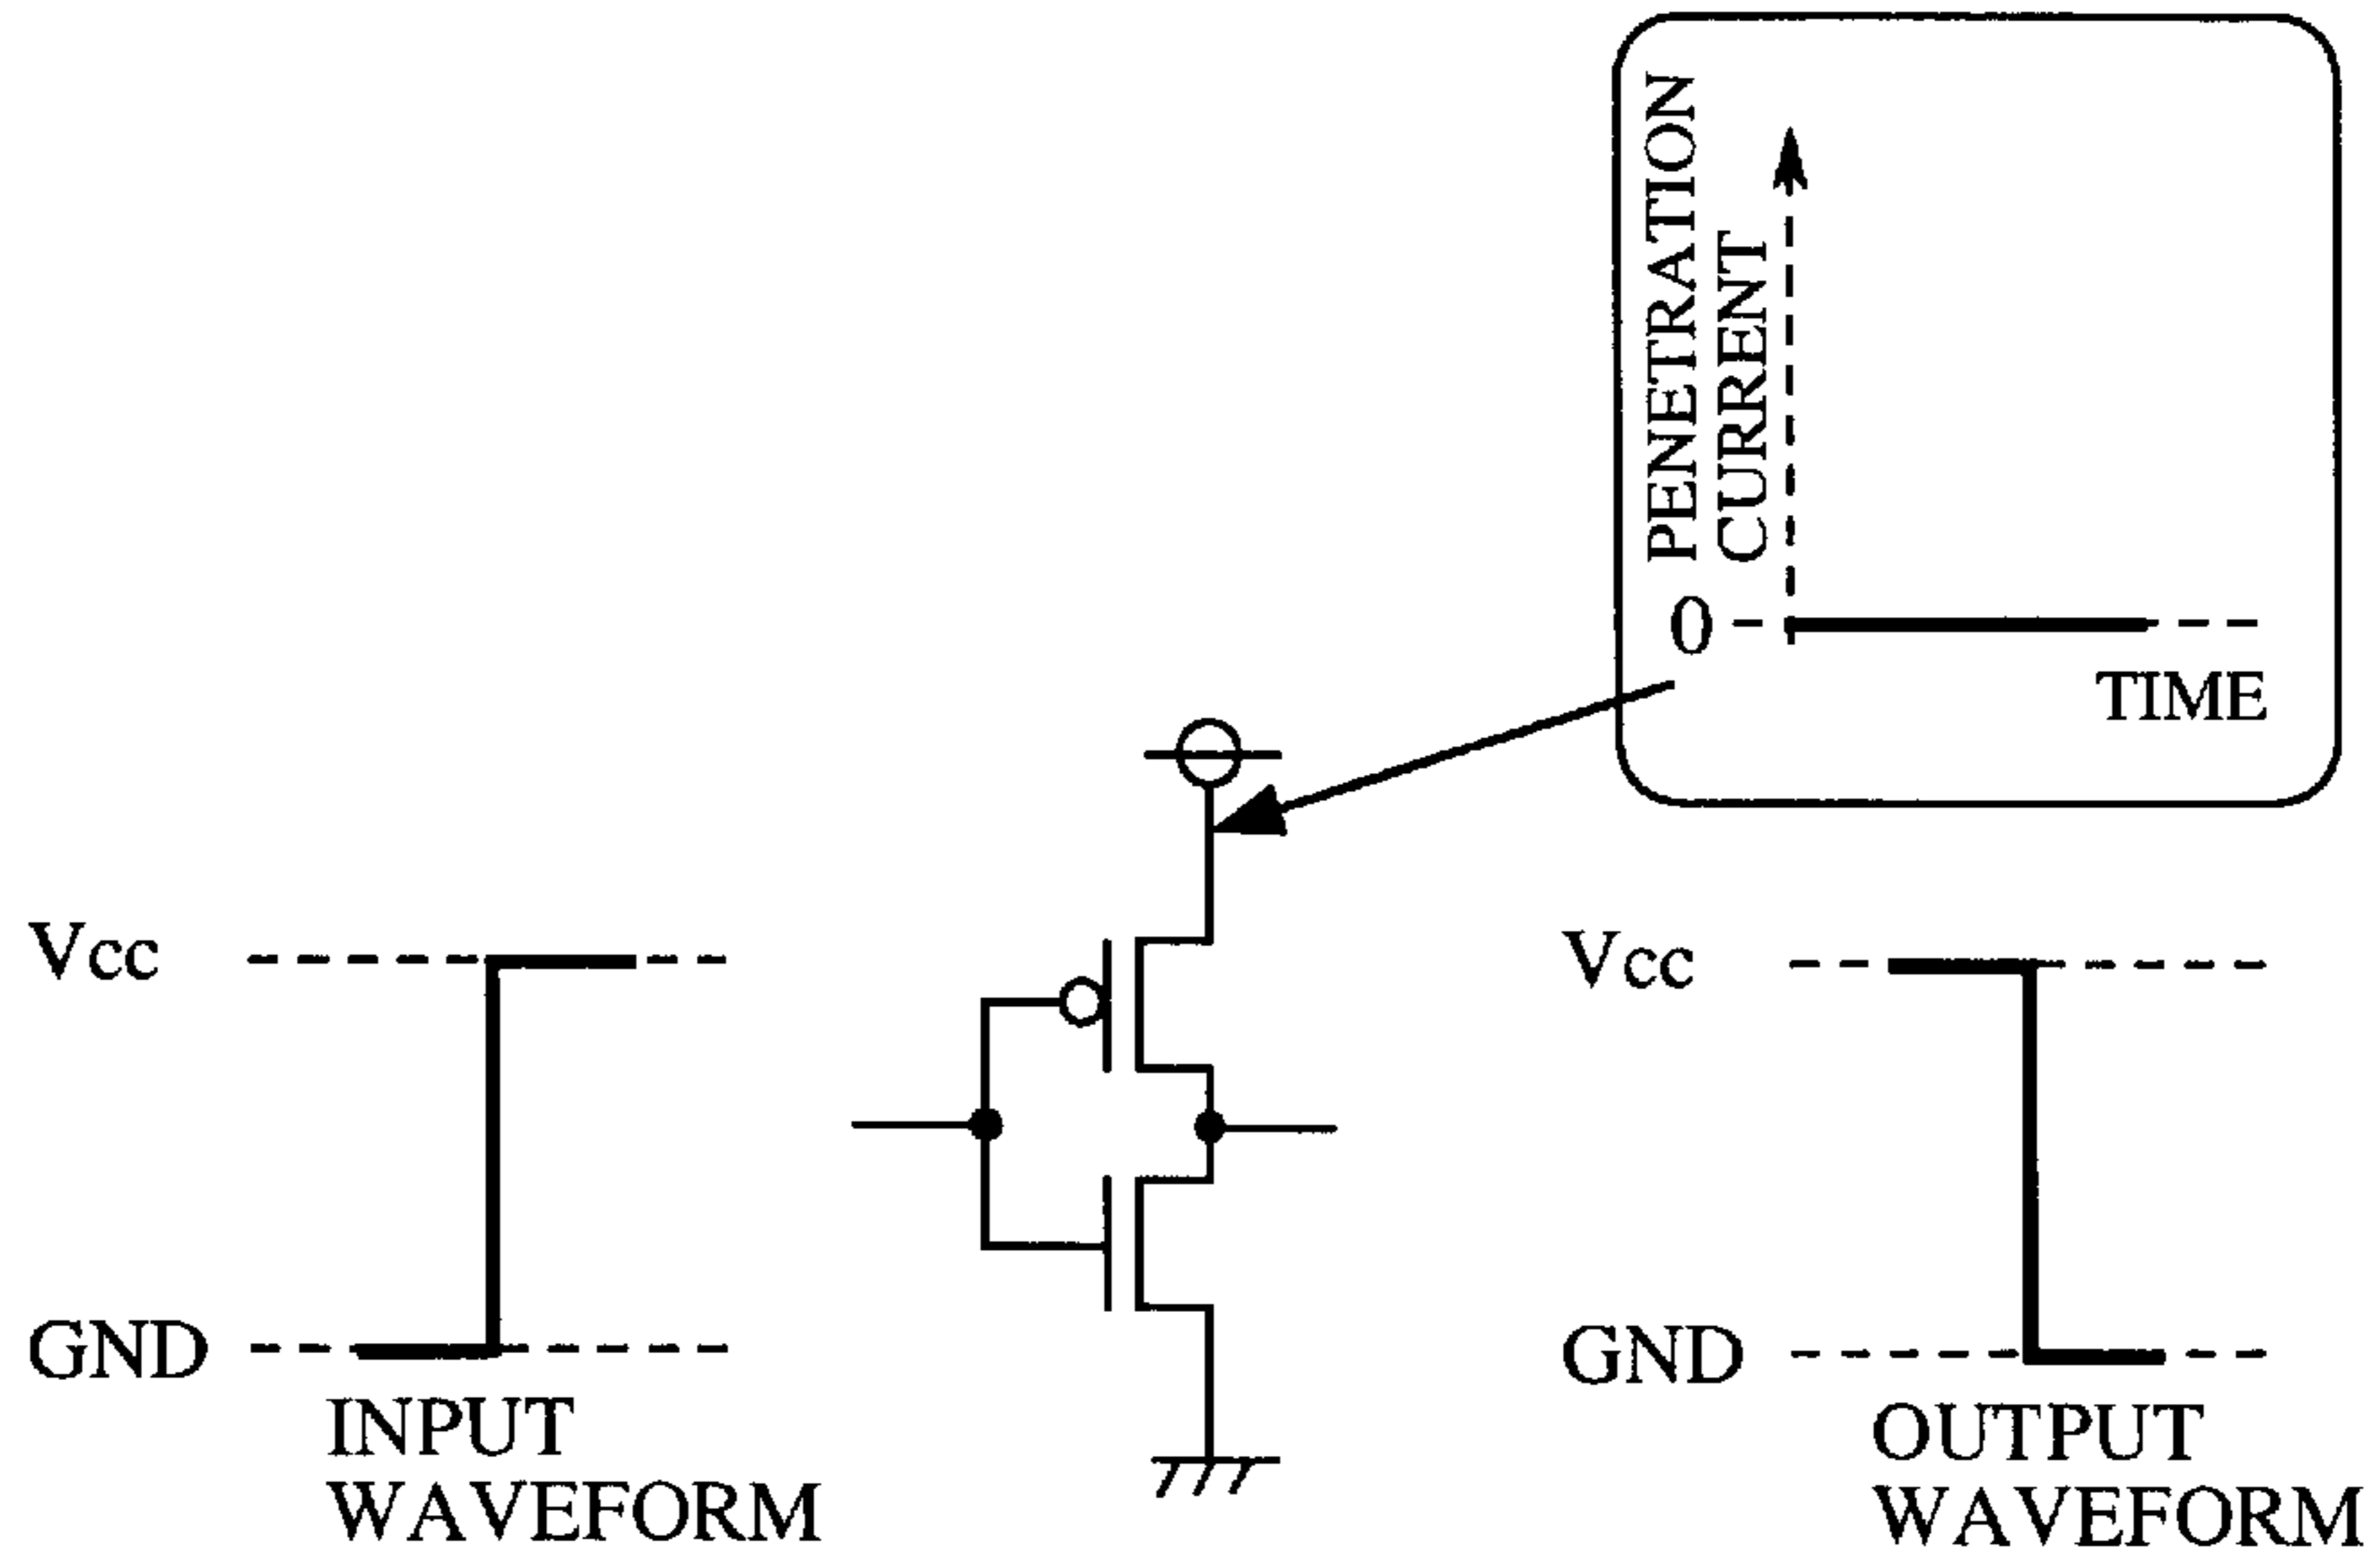 PENETRATION
CURRENT
0
TIME
Vcc
GND
INPUT
WAVEFORM
Vcc
GND
OUTPUT
WAVEFORM